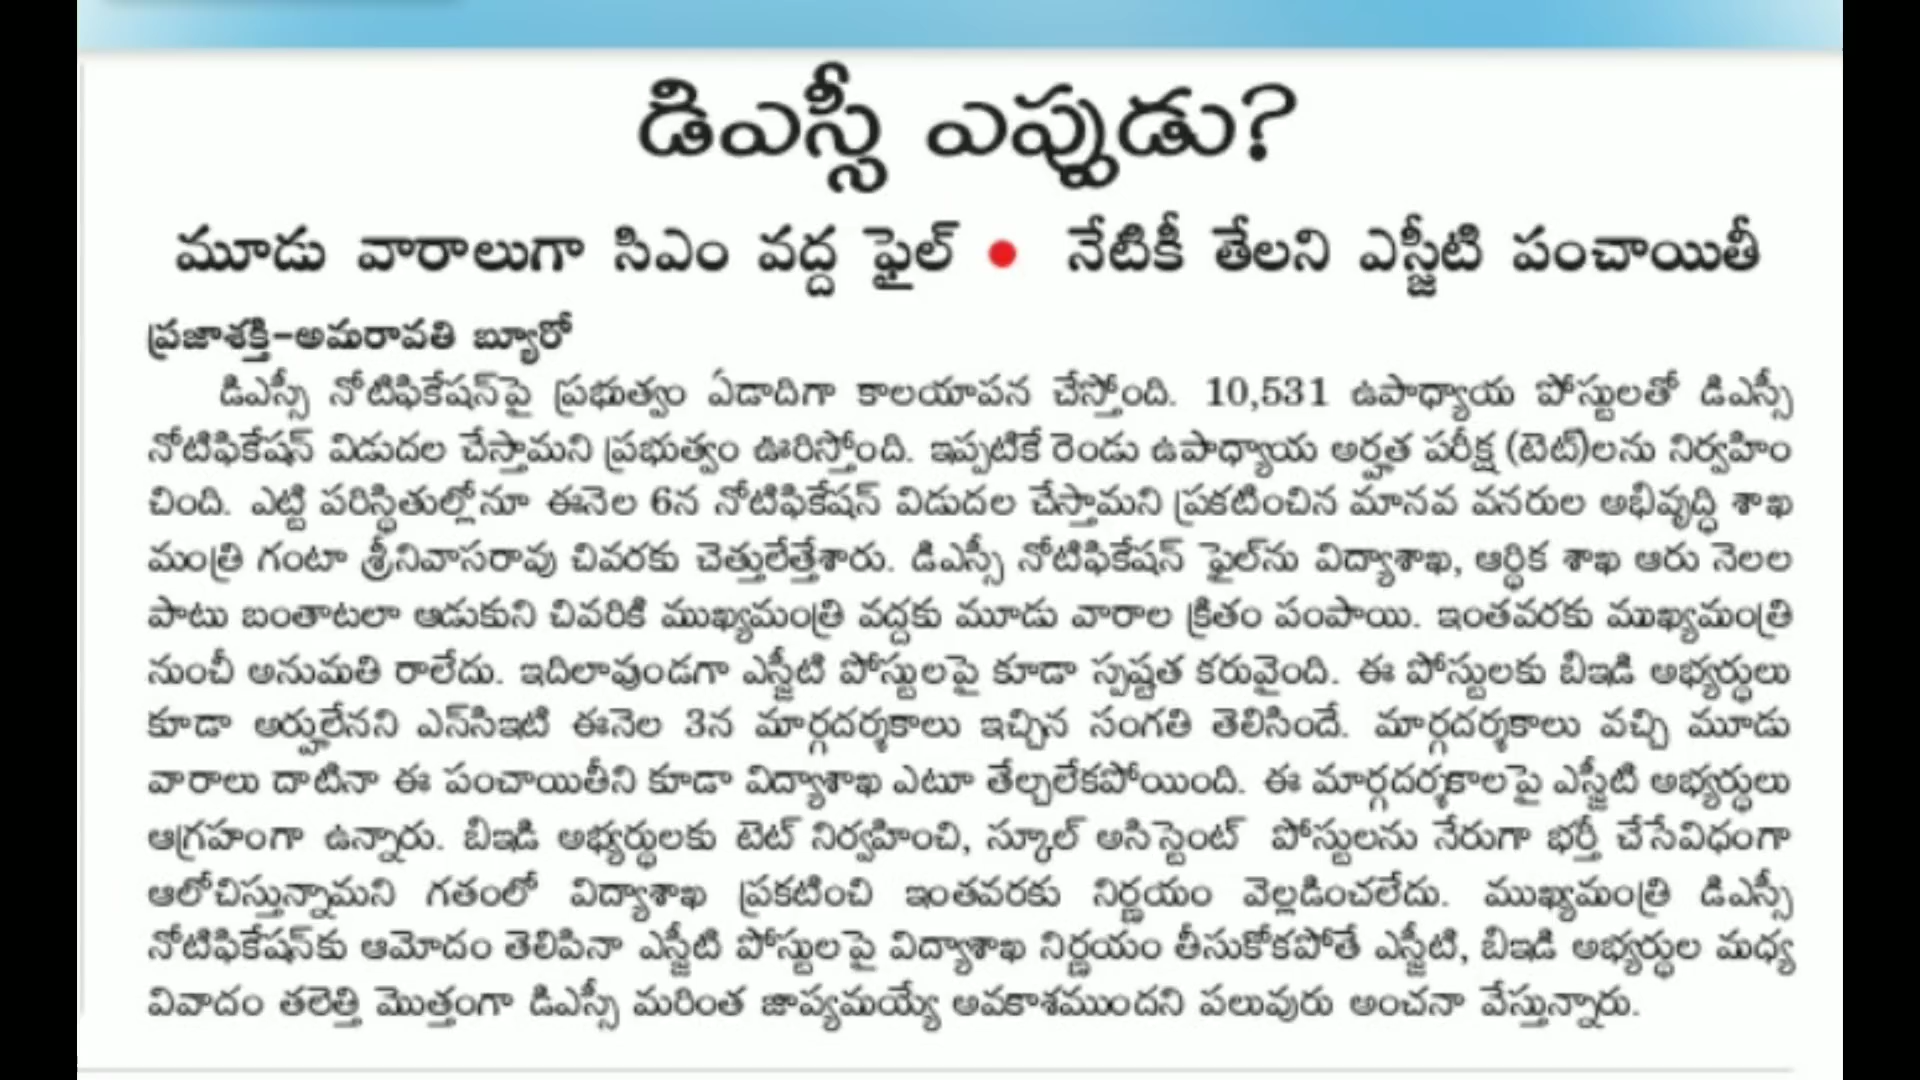 డిఎస్సీ ఎప్పుడు?
మూడు వారాలుగా సిఎం వద్ద ఫైల్ ● నేటికీ తేలని ఎస్జీటి పంచాయితీ
ప్రజాశక్తి-అమరావతి బ్యూరో
డిఎస్సీ నోటిఫికేషన్‌పై ప్రభుత్వం ఏడాదిగా కాలయాపన చేస్తోంది. 10,531 ఉపాధ్యాయ పోస్టులతో డిఎస్సీ
నోటిఫికేషన్ విడుదల చేస్తామని ప్రభుత్వం ఊరిస్తోంది. ఇప్పటికే రెండు ఉపాధ్యాయ అర్హత పరీక్ష (టెట్)లను నిర్వహిం
చింది. ఎట్టి పరిస్థితుల్లోనూ ఈనెల 6న నోటిఫికేషన్ విడుదల చేస్తామని ప్రకటించిన మానవ వనరుల అభివృద్ధి శాఖ
మంత్రి గంటా శ్రీనివాసరావు చివరకు చెత్తులేత్తేశారు. డిఎస్సీ నోటిఫికేషన్ ఫైల్‌ను విద్యాశాఖ, ఆర్థిక శాఖ ఆరు నెలల
పాటు బంతాటలా ఆడుకుని చివరికి ముఖ్యమంత్రి వద్దకు మూడు వారాల క్రితం పంపాయి. ఇంతవరకు ముఖ్యమంత్రి
నుంచీ అనుమతి రాలేదు. ఇదిలావుండగా ఎస్జీటి పోస్టులపై కూడా స్పష్టత కరువైంది. ఈ పోస్టులకు బిఇడి అభ్యర్థులు
కూడా అర్హులేనని ఎన్‌సిఇటి ఈనెల 3న మార్గదర్శకాలు ఇచ్చిన సంగతి తెలిసిందే. మార్గదర్శకాలు వచ్చి మూడు
వారాలు దాటినా ఈ పంచాయితీని కూడా విద్యాశాఖ ఎటూ తేల్చలేకపోయింది. ఈ మార్గదర్శకాలపై ఎస్జీటి అభ్యర్థులు
ఆగ్రహంగా ఉన్నారు. బిఇడి అభ్యర్థులకు టెట్ నిర్వహించి, స్కూల్ అసిస్టెంట్ పోస్టులను నేరుగా భర్తీ చేసేవిధంగా
ఆలోచిస్తున్నామని గతంలో విద్యాశాఖ ప్రకటించి ఇంతవరకు నిర్ణయం వెల్లడించలేదు. ముఖ్యమంత్రి డిఎస్సీ
నోటిఫికేషన్‌కు ఆమోదం తెలిపినా ఎస్జీటి పోస్టులపై విద్యాశాఖ నిర్ణయం తీసుకోకపోతే ఎస్జీటి, బిఇడి అభ్యర్ధుల మధ్య
వివాదం తలెత్తి మొత్తంగా డిఎస్సీ మరింత జాప్యమయ్యే అవకాశముందని పలువురు అంచనా వేస్తున్నారు.